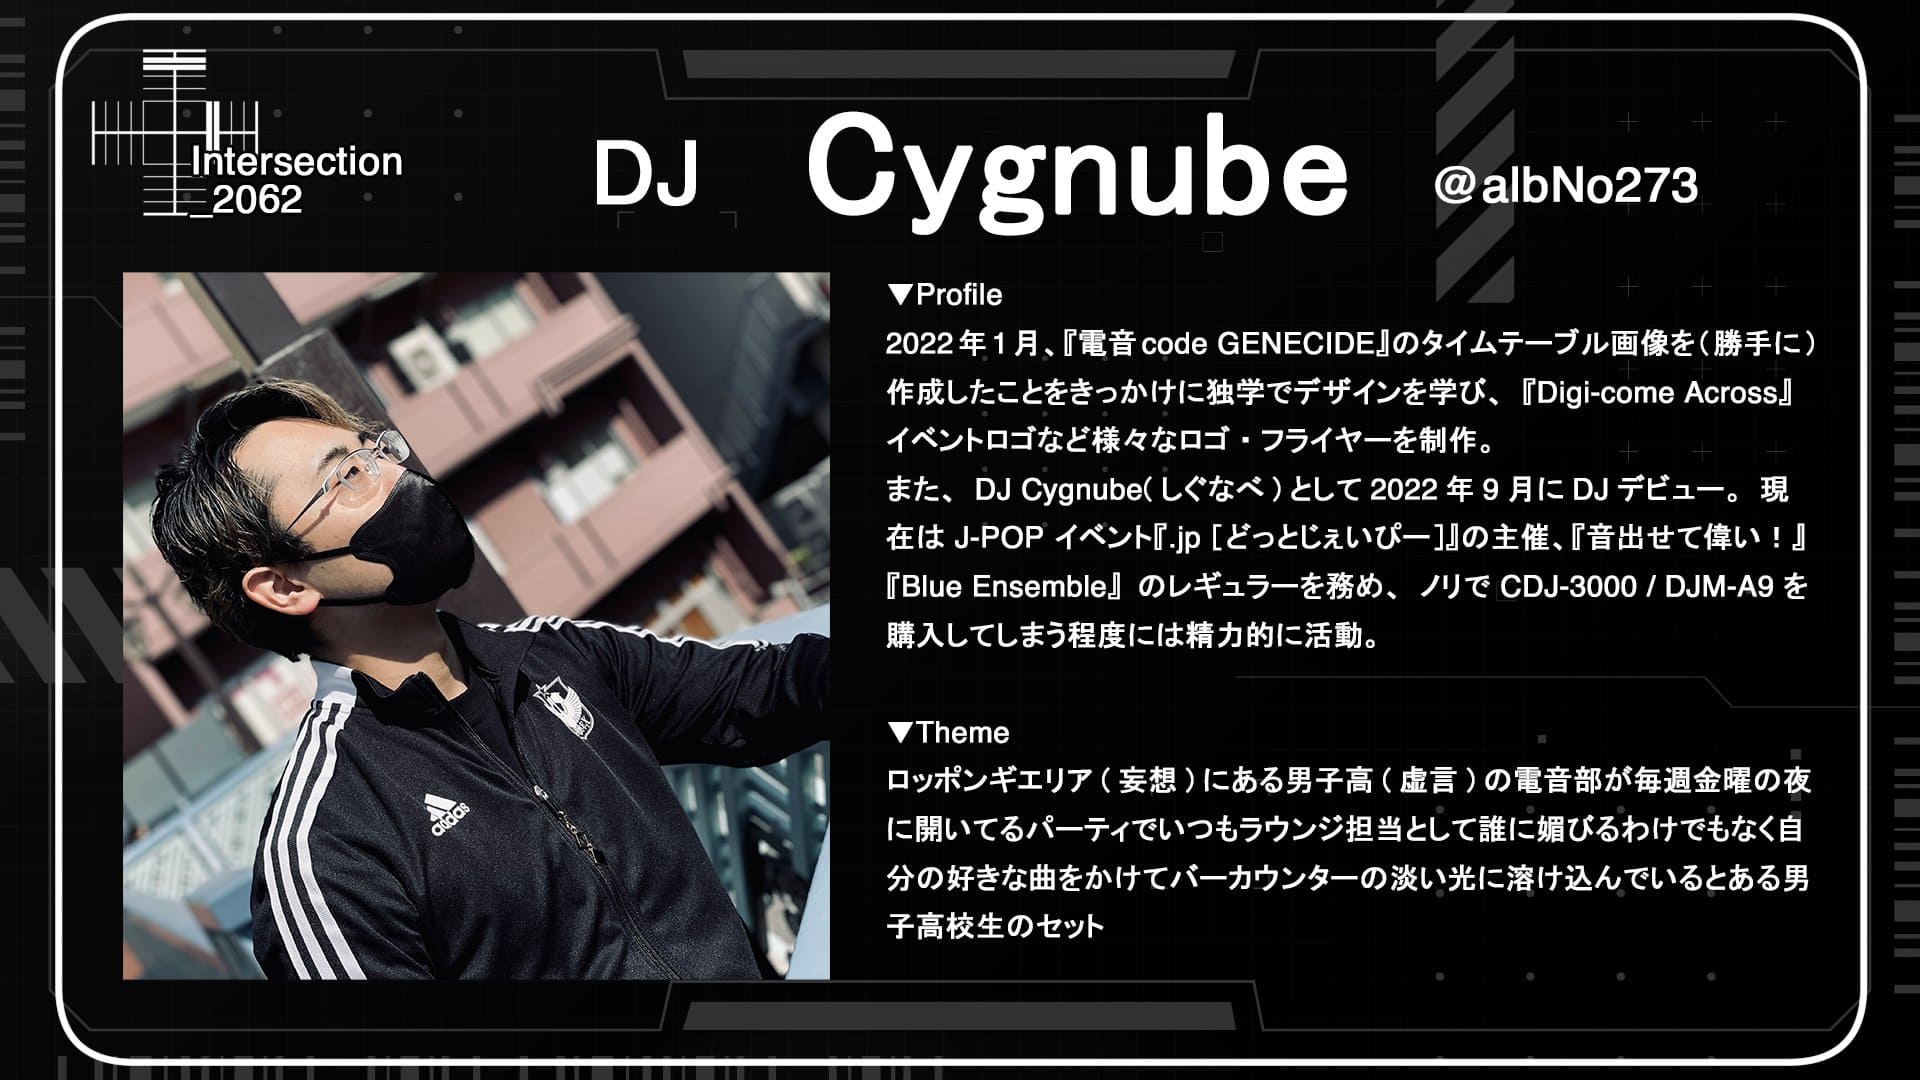 Intersection
_2062
DJ Cygnube @albNo273
▼Profile
2022年1月、『電音code GENECIDE』のタイムテーブル画像を（勝手に）
作成したことをきっかけに独学でデザインを学び、『Digi-come Across』
イベントロゴなど様々なロゴ・フライヤーを制作。
また、DJ Cygnube（しぐなべ）として2022年9月にDJデビュー。現
在はJ-POPイベント『.jp［どっとじぇいぴー］』の主催、『音出せて偉い！』
『Blue Ensemble』のレギュラーを務め、ノリでCDJ-3000 / DJM-A9を
購入してしまう程度には精力的に活動。
▼Theme
ロッポンギエリア（妄想）にある男子高（虚言）の電音部が毎週金曜の夜
に開いてるパーティでいつもラウンジ担当として誰に媚びるわけでもなく自
分の好きな曲をかけてバーカウンターの淡い光に溶け込んでいるとある男
子高校生のセット
adidas